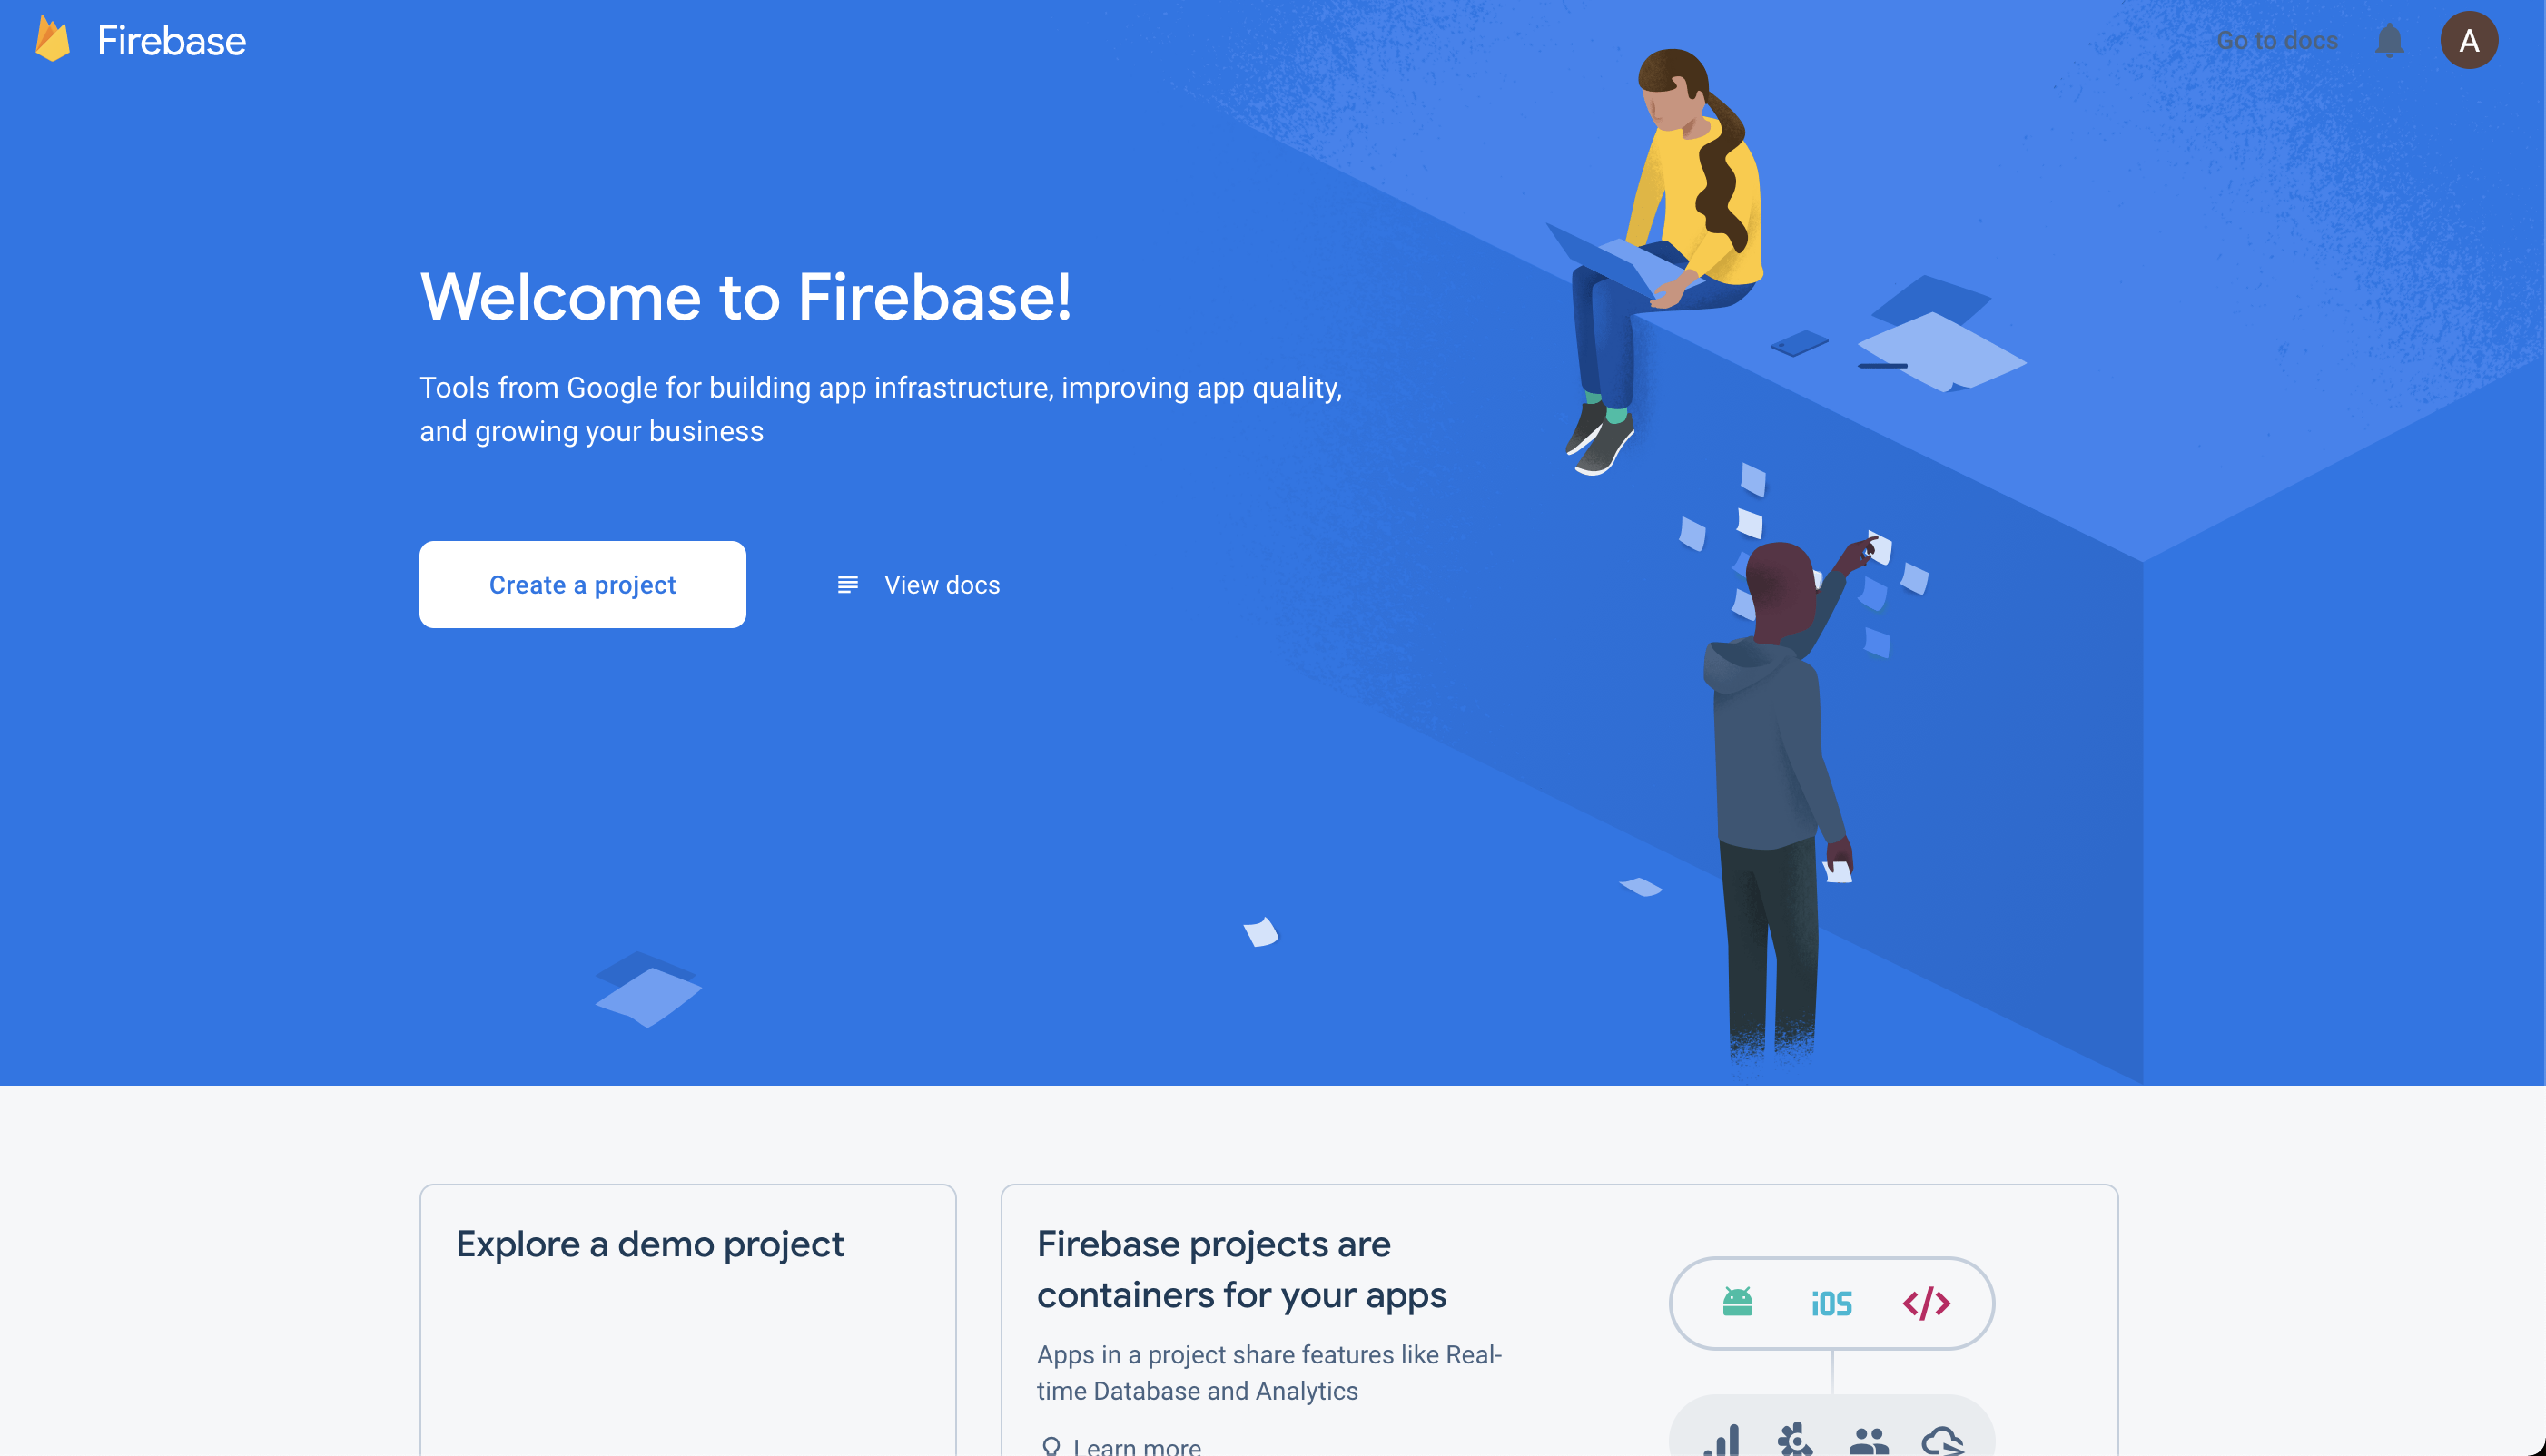 Firebase
Go to docs
A
Welcome to Firebase!
Tools from Google for building app infrastructure, improving app quality,
and growing your business
Create a project
View docs
Explore a demo project
Firebase projects are
containers for your apps
Apps in a project share features like Real-
time Database and Analytics
Learn more
iOS